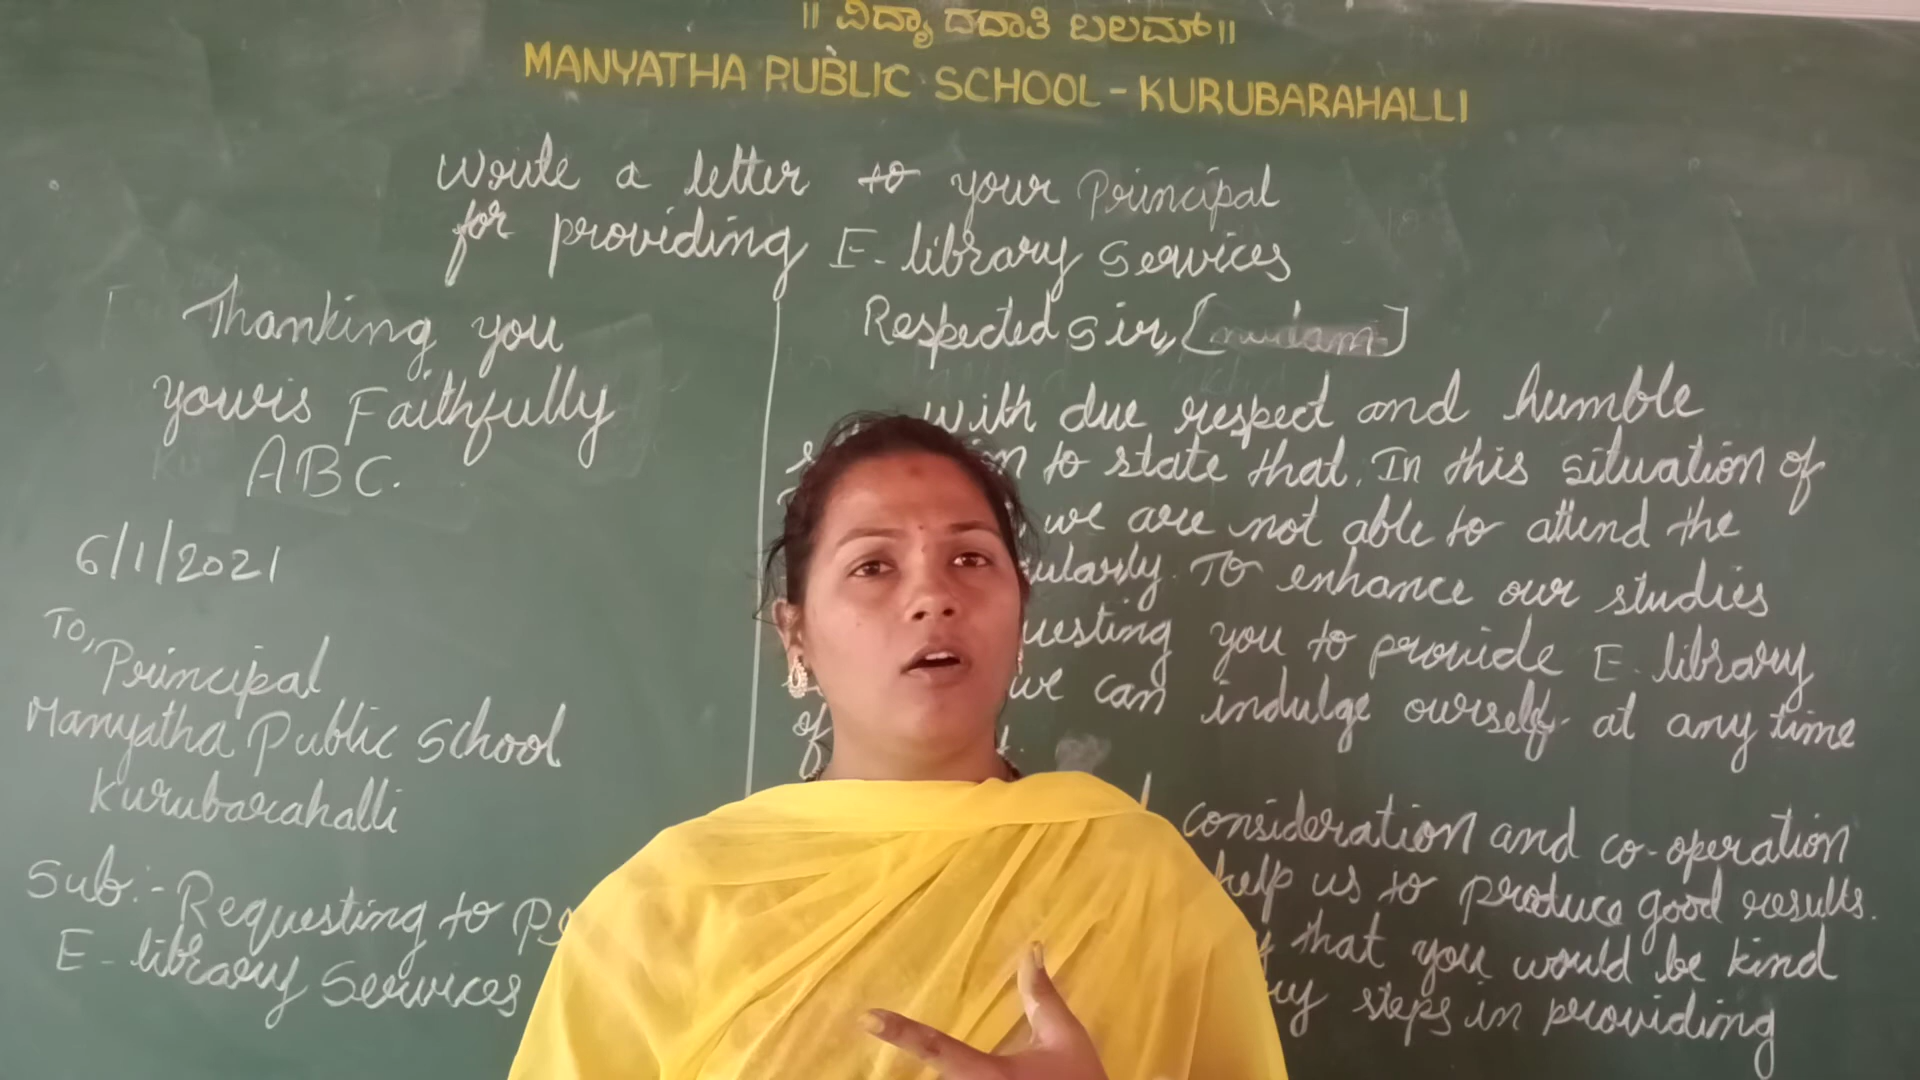 ॥ ವಿದ್ಯಾ ದದಾತಿ ಬಲಮ್ ॥
MANYATHA PUBLIC SCHOOL - KURUBARAHALLI
Write a letter to your Principal
for providing E-library Services
Thanking you
yours Faithfully
ABC.
6/1/2021
To,
Principal
Manyatha Public School
Kurubarahalli
Sub:- Requesting to
E-library Services
Respected Sir, [madam]
with due respect and humble
to state that. In this situation of
we are not able to attend the
To enhance our studies
you to provide E-library
we can indulge ourself at any time
of
consideration and co-operation
help us to produce good results.
that you would be kind
steps in providing